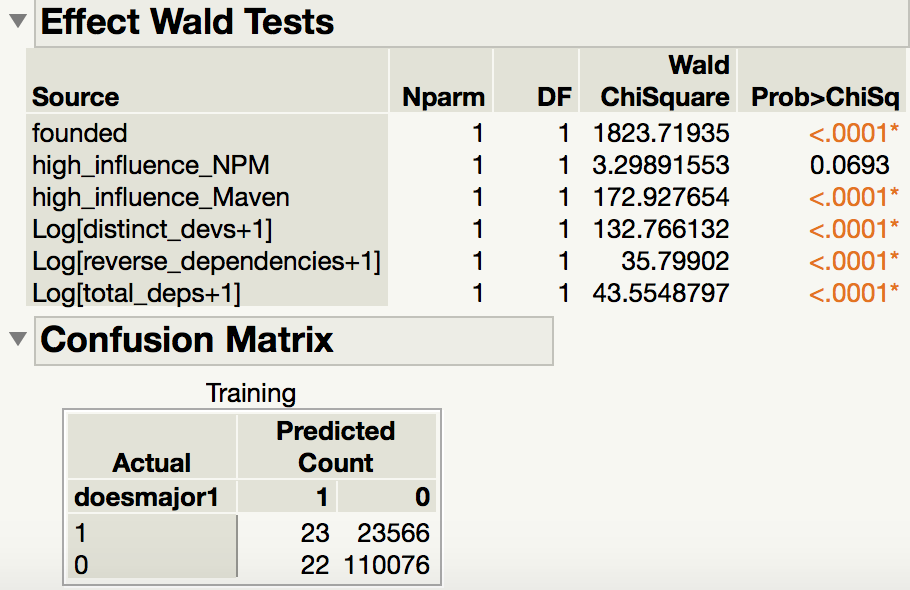 Effect Wald Tests
Wald
Source Nparm DF ChiSquare Prob>ChiSq
founded 1 1 1823.71935 <.0001*
high_influence_NPM 1 1 3.29891553 0.0693
high_influence_Maven 1 1 172.927654 <.0001*
Log[distinct_devs+1] 1 1 132.766132 <.0001*
Log[reverse_dependencies+1] 1 1 35.79902 <.0001*
Log[total_deps+1] 1 1 43.5548797 <.0001*
Confusion Matrix
Training
Predicted
Actual Count
doesmajor1 1 0
1 23 23566
0 22 110076